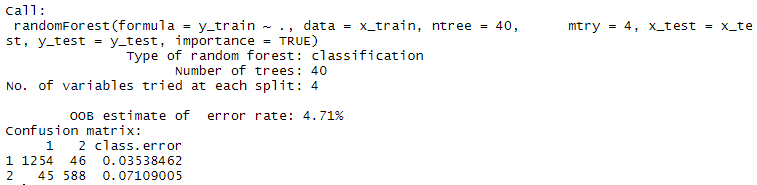 Call:
 randomForest(formula = y_train ~ ., data = x_train, ntree = 40,      mtry = 4, x_test = x_te
st, y_test = y_test, importance = TRUE)
               Type of random forest: classification
                     Number of trees: 40
No. of variables tried at each split: 4

        OOB estimate of  error rate: 4.71%
Confusion matrix:
     1   2 class.error
1 1254  46  0.03538462
2   45 588  0.07109005